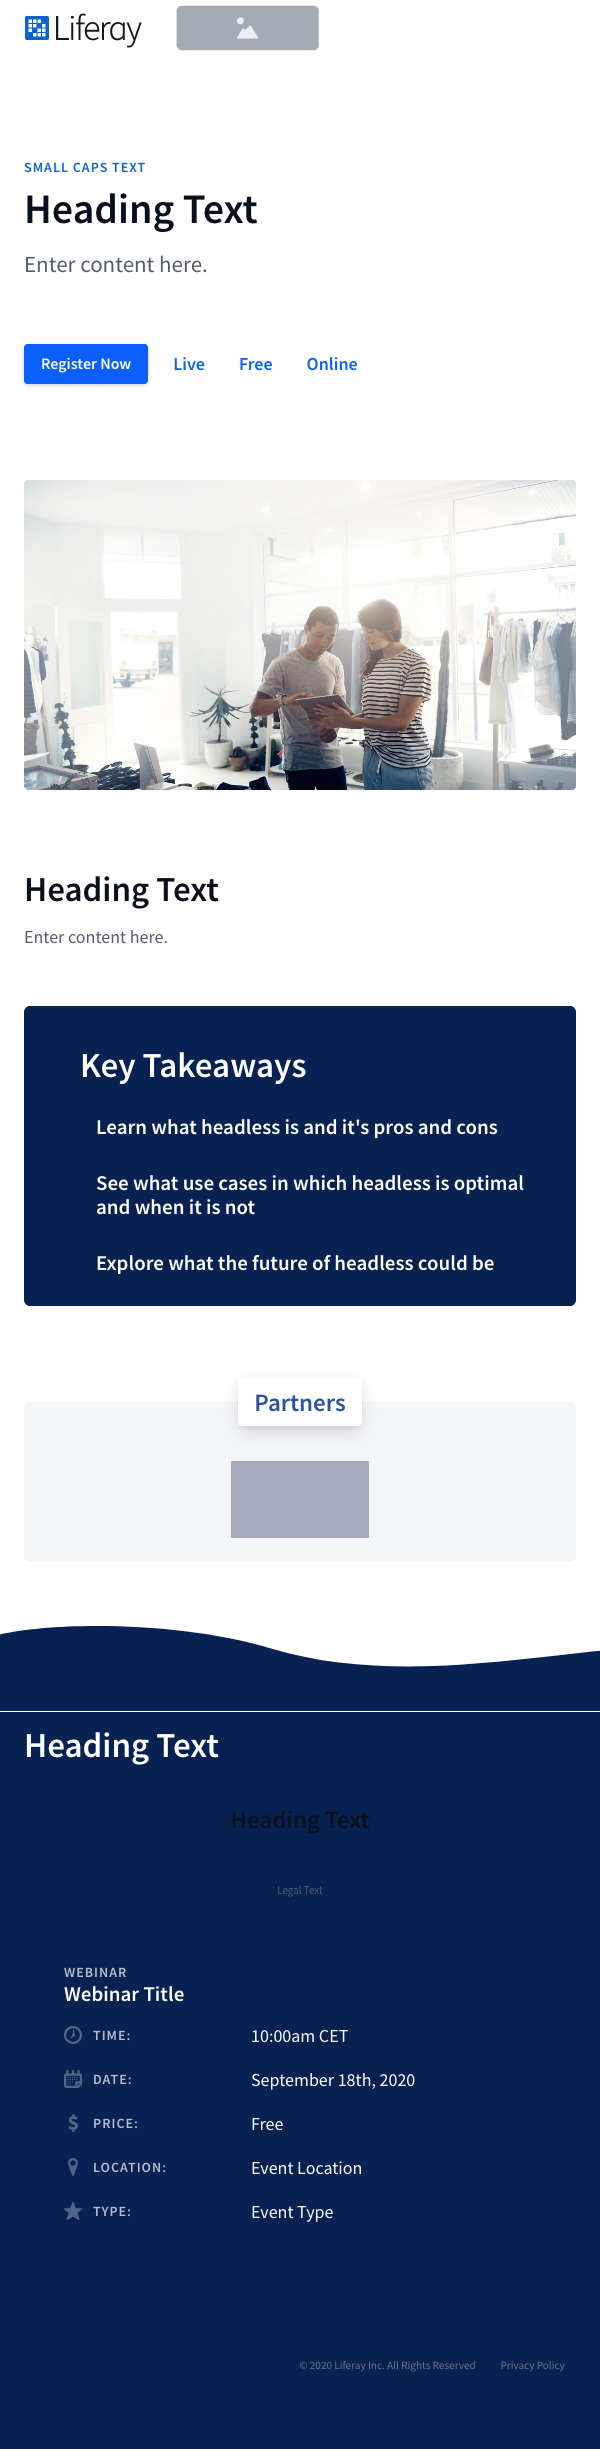 Liferay
SMALL CAPS TEXT
Heading Text
Enter content here.
Register Now Live Free Online
Heading Text
Enter content here.
Key Takeaways
Learn what headless is and it's pros and cons
See what use cases in which headless is optimal
and when it is not
Explore what the future of headless could be
Partners
Heading Text
Heading Text
Legal Text
WEBINAR
Webinar Title
TIME: 10:00am CET
DATE: September 18th, 2020
PRICE: Free
LOCATION: Event Location
TYPE: Event Type
© 2020 Liferay Inc. All Rights Reserved Privacy Policy